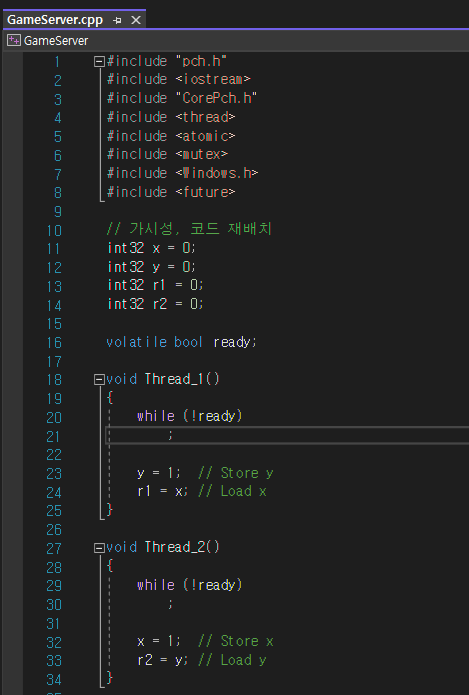 GameServer.cpp
GameServer
1 #include "pch.h"
2 #include <iostream>
3 #include "CorePch.h"
4 #include <thread>
5 #include <atomic>
6 #include <mutex>
7 #include <Windows.h>
8 #include <future>
9
10 // 가시성, 코드 재배치
11 int32 x = 0;
12 int32 y = 0;
13 int32 r1 = 0;
14 int32 r2 = 0;
15
16 volatile bool ready;
17
18 void Thread_1()
19 {
20 while (!ready)
21 ;
22
23 y = 1; // Store y
24 r1 = x; // Load x
25 }
26
27 void Thread_2()
28 {
29 while (!ready)
30 ;
31
32 x = 1; // Store x
33 r2 = y; // Load y
34 }